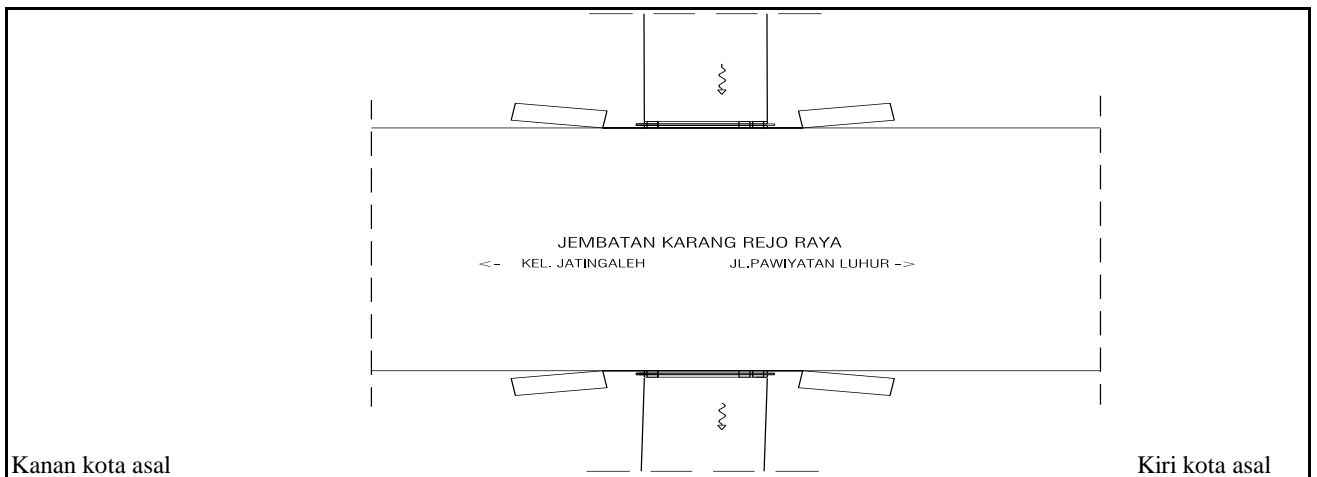 JEMBATAN KARANG REJO RAYA
<- KEL. JATINGALEH JL.PAWIYATAN LUHUR ->
Kanan kota asal Kiri kota asal